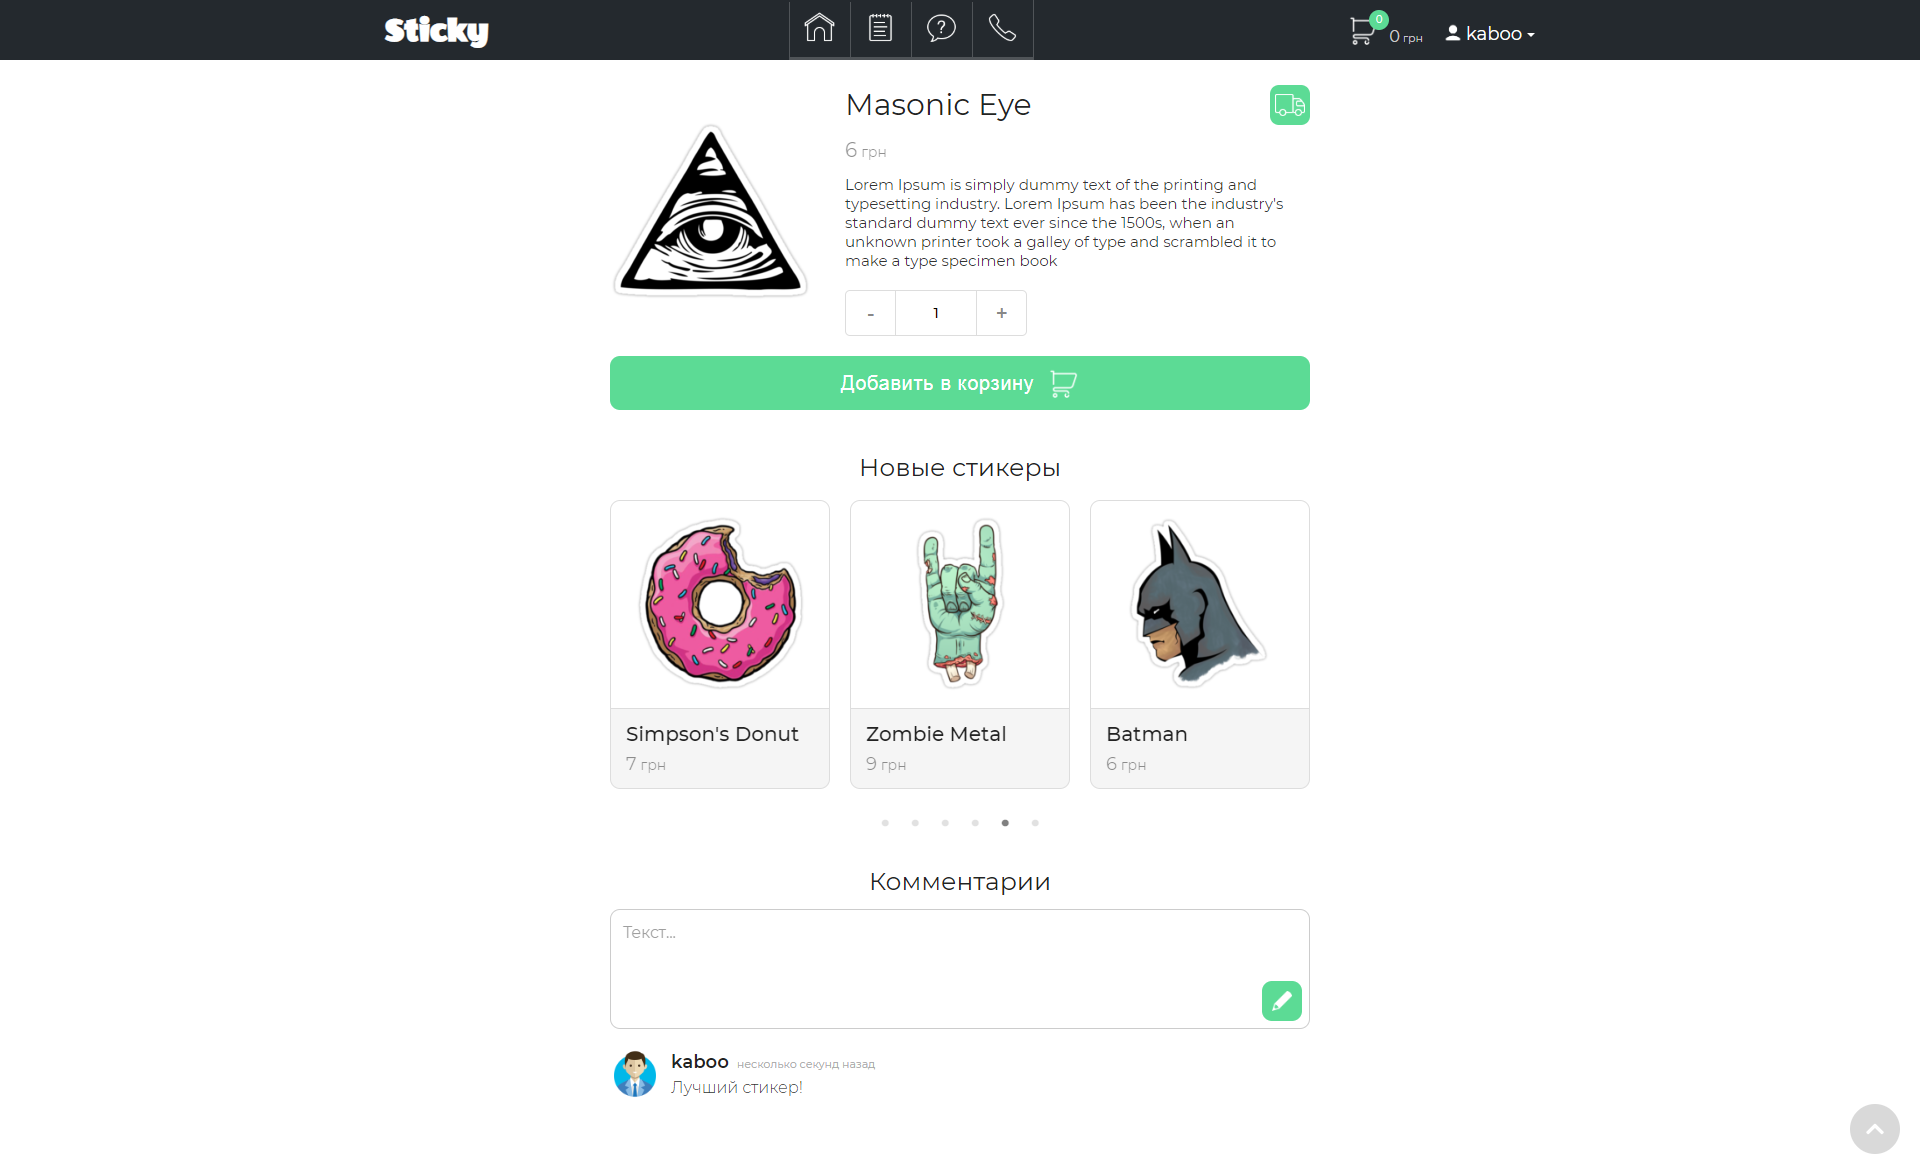 Sticky
0
0 грн
kaboo
Masonic Eye
6 грн
Lorem Ipsum is simply dummy text of the printing and
typesetting industry. Lorem Ipsum has been the industry's
standard dummy text ever since the 1500s, when an
unknown printer took a galley of type and scrambled it to
make a type specimen book
- 1 +
Добавить в корзину
Новые стикеры
Simpson's Donut
7 грн
Zombie Metal
9 грн
Batman
6 грн
Комментарии
Текст...
kaboo несколько секунд назад
Лучший стикер!